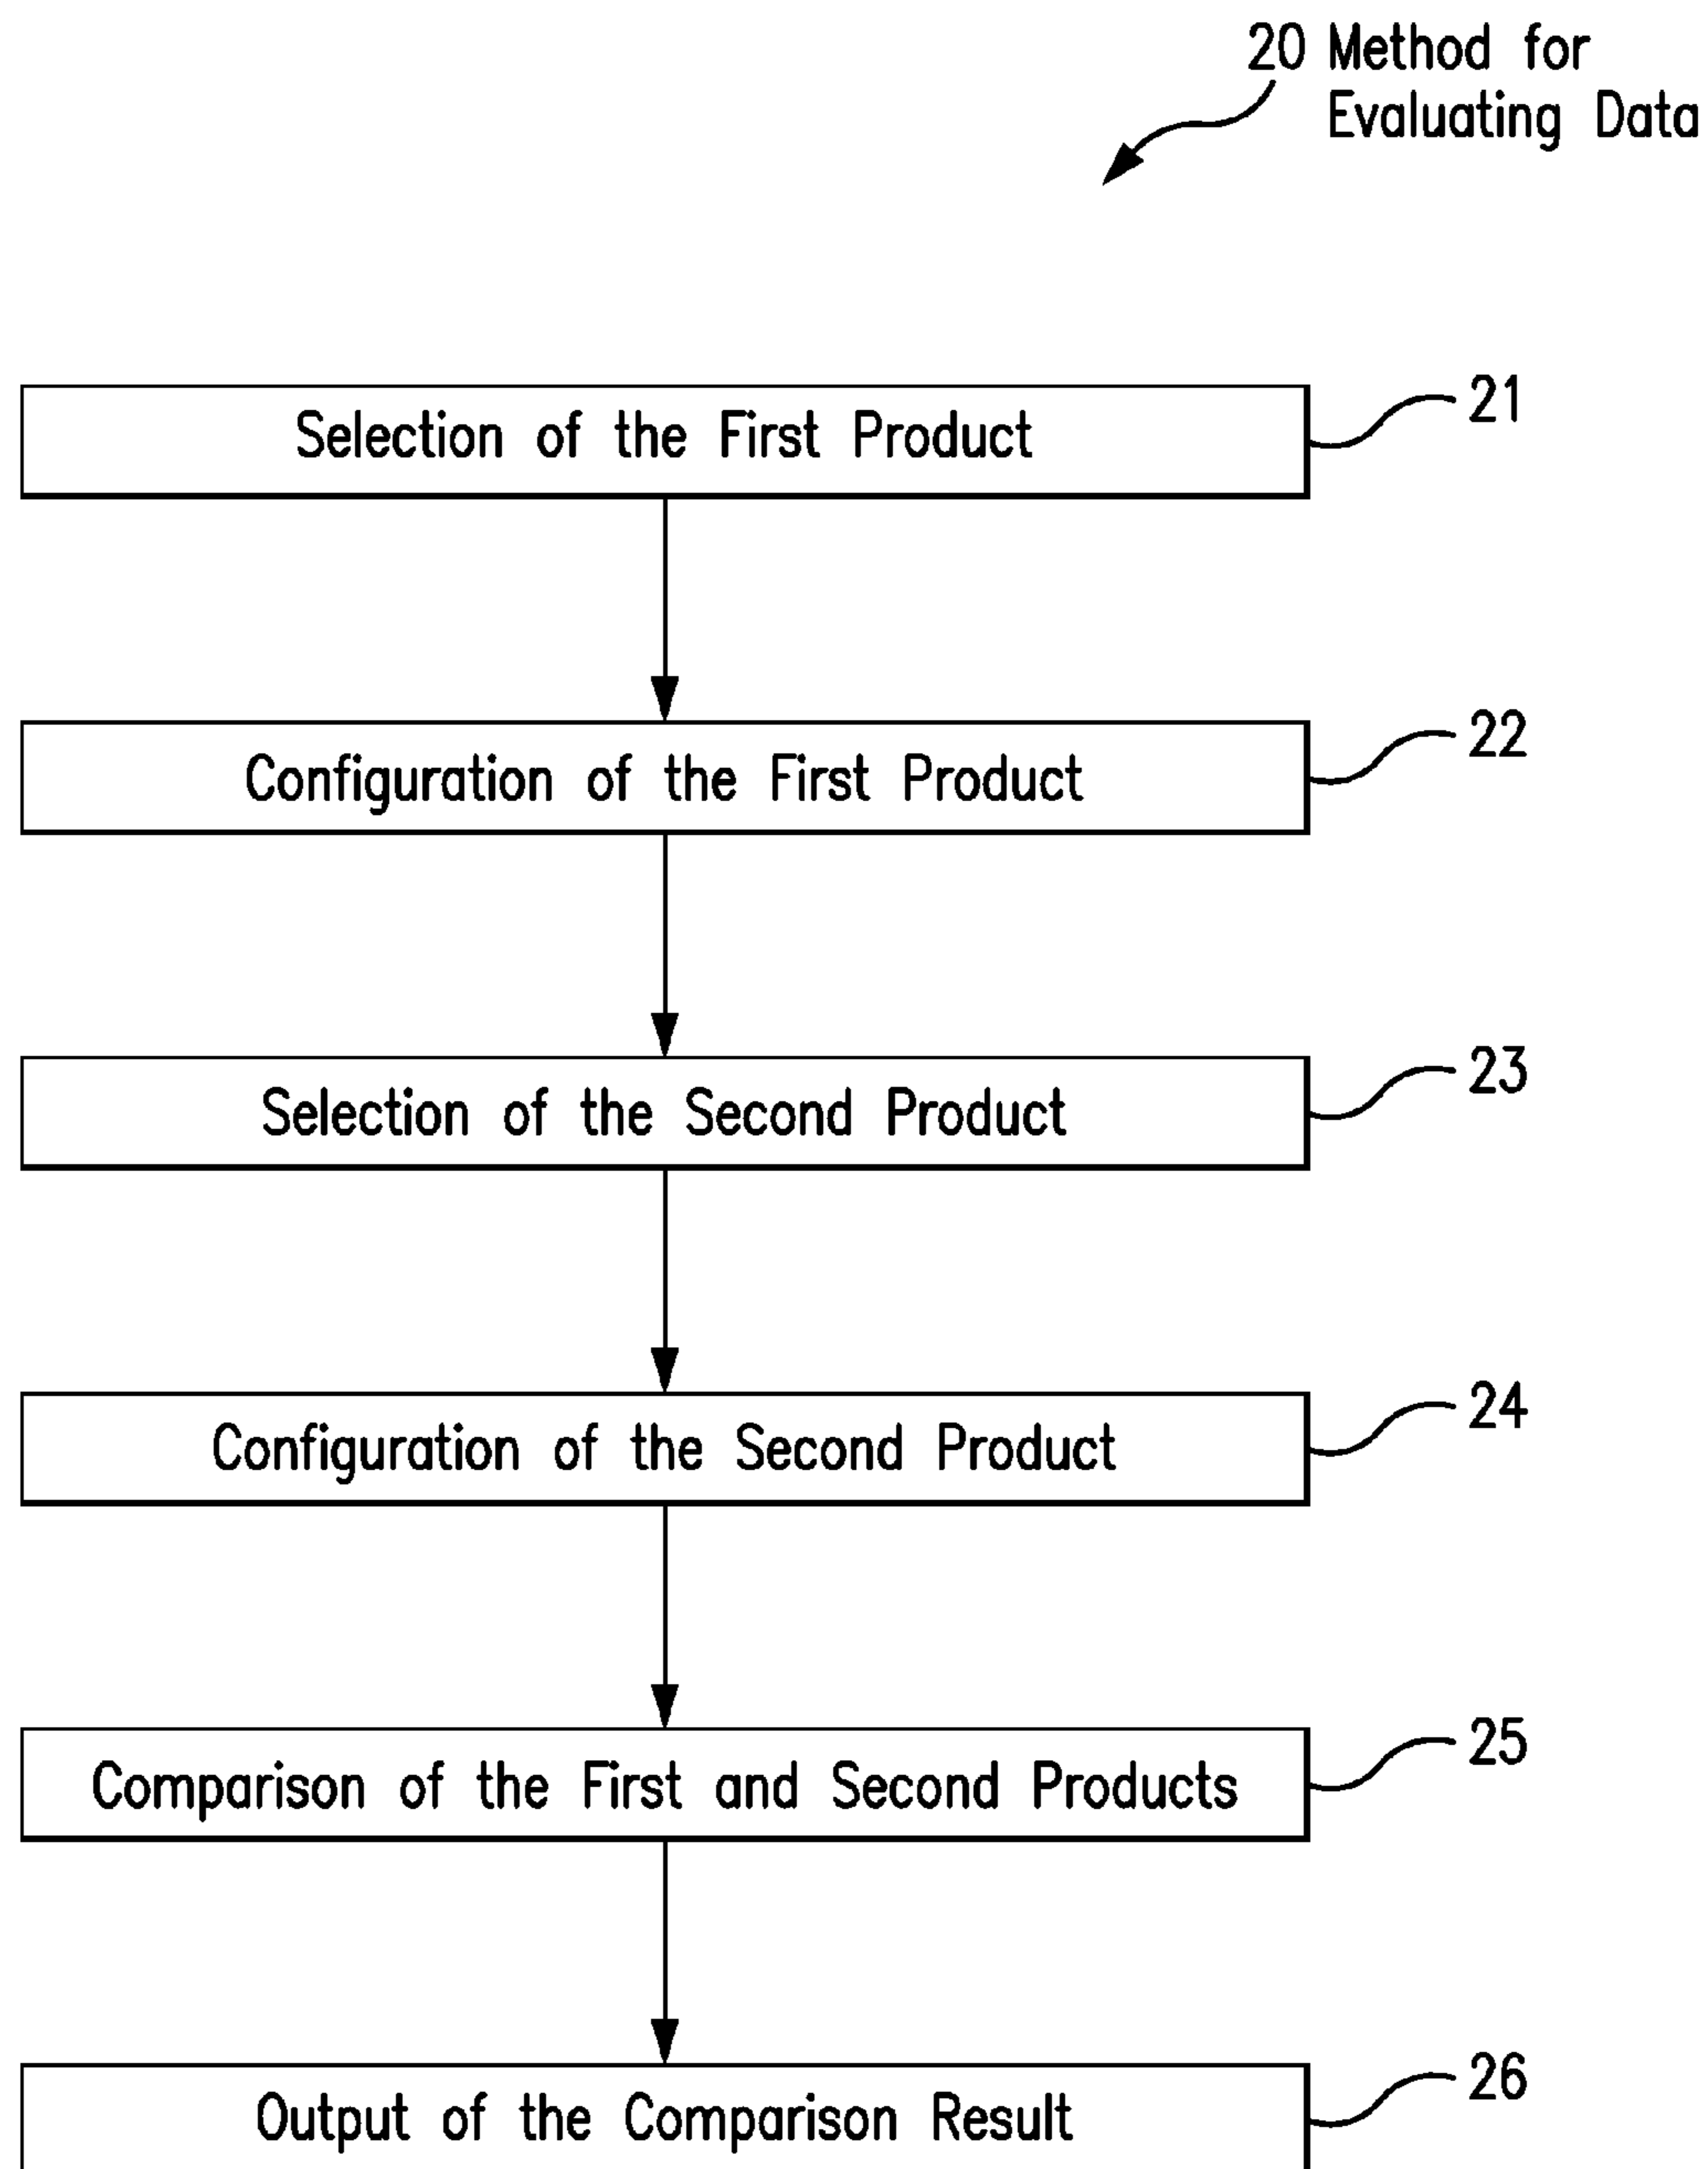 20 Method for
Evaluating Data
Selection of the First Product
21
Configuration of the First Product
22
Selection of the Second Product
23
Configuration of the Second Product
24
Comparison of the First and Second Products
25
Output of the Comparison Result
26